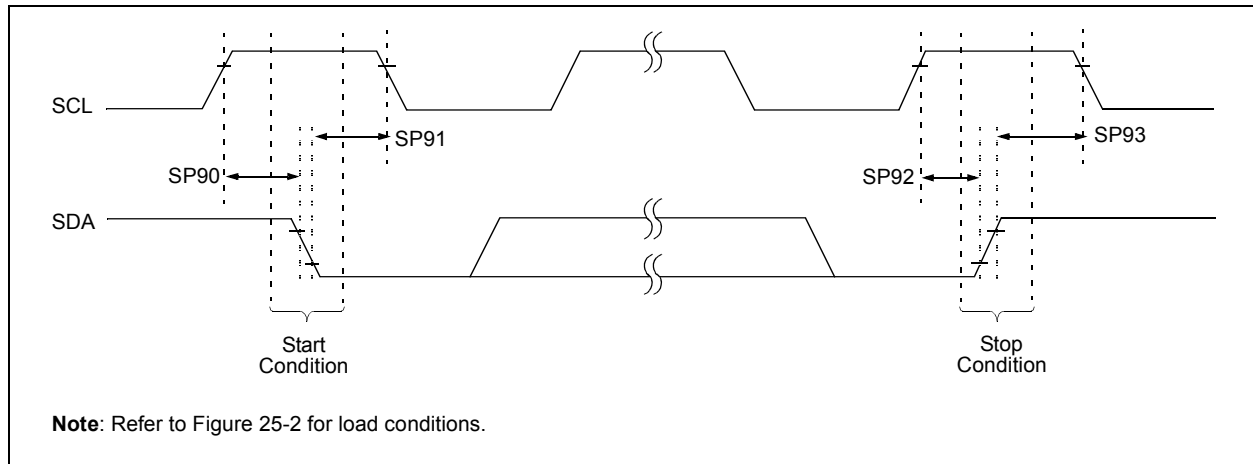 SCL
SP91
SP93
SP90
SP92
SDA
Start
Condition
Stop
Condition
Note: Refer to Figure 25-2 for load conditions.